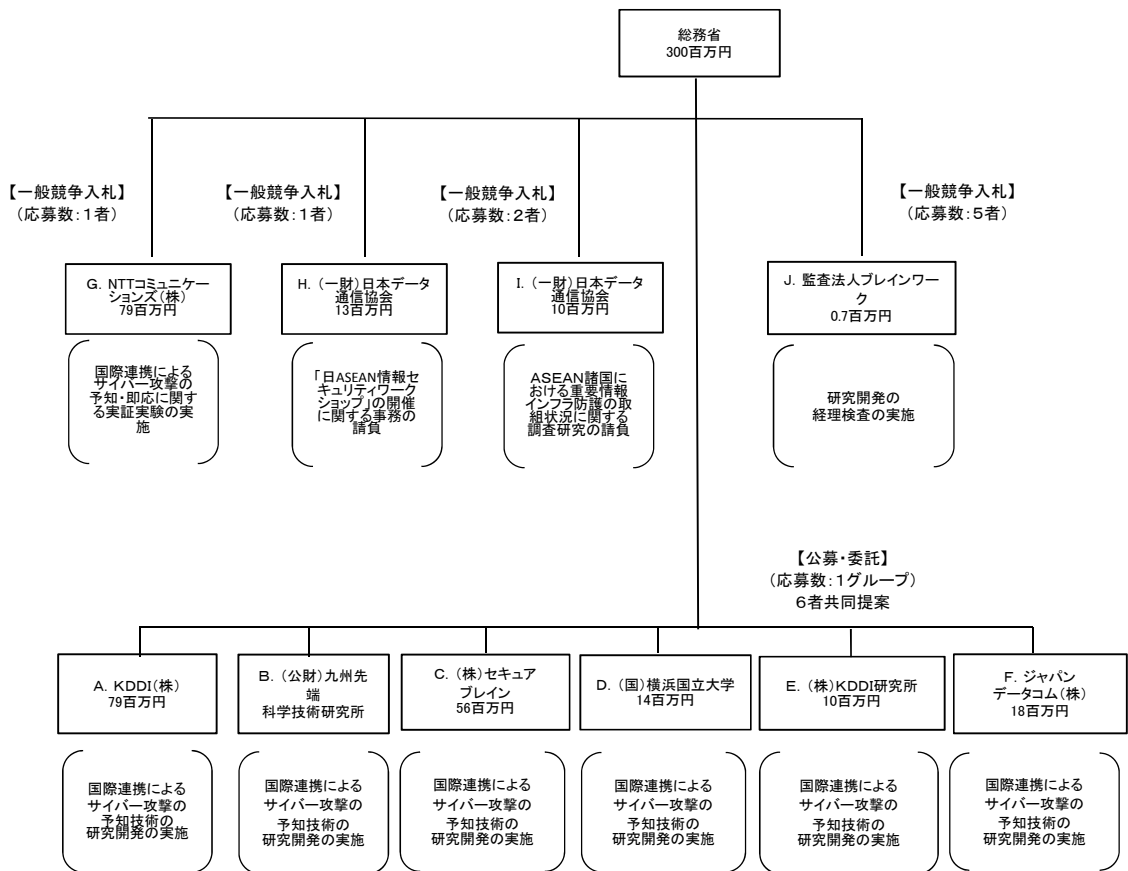 総務省
300百万円
【一般競争入札】
（応募数：1者）
【一般競争入札】
（応募数：1者）
【一般競争入札】
（応募数：2者）
【一般競争入札】
（応募数：5者）
G．NTTコミュニケー
ションズ（株）
79百万円
H．（一財）日本データ
通信協会
13百万円
I．（一財）日本データ
通信協会
10百万円
J．監査法人ブレインワー
ク
0.7百万円
国際連携による
サイバー攻撃の
予知・即応に関す
る実証実験の実
施
「日ASEAN情報セ
キュリティワーク
ショップ」の開催
に関する事務の
請負
ＡＳＥＡＮ諸国に
おける重要情報
インフラ防護の取
組状況に関する
調査研究の請負
研究開発の
経理検査の実施
【公募・委託】
（応募数：1グループ）
６者共同提案
A．KDDI（株）
79百万円
B．（公財）九州先
端
科学技術研究所
C．（株）セキュア
ブレイン
56百万円
D．（国）横浜国立大学
14百万円
E．（株）KDDI研究所
10百万円
F．ジャパン
データコム（株）
18百万円
国際連携による
サイバー攻撃の
予知技術の
研究開発の実施
国際連携による
サイバー攻撃の
予知技術の
研究開発の実施
国際連携による
サイバー攻撃の
予知技術の
研究開発の実施
国際連携による
サイバー攻撃の
予知技術の
研究開発の実施
国際連携による
サイバー攻撃の
予知技術の
研究開発の実施
国際連携による
サイバー攻撃の
予知技術の
研究開発の実施